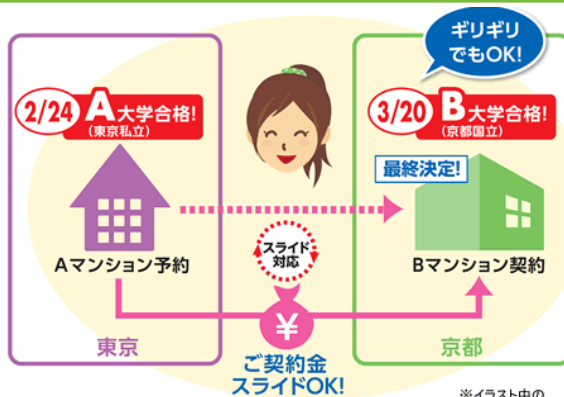 ギリギリ
でもOK!
2/24 A大学合格!
(東京私立)
3/20 B大学合格!
(京都国立)
最終決定!
Aマンション予約
スライド
対応
Bマンション契約
¥
東京
京都
ご契約金
スライドOK!
※イラスト中の